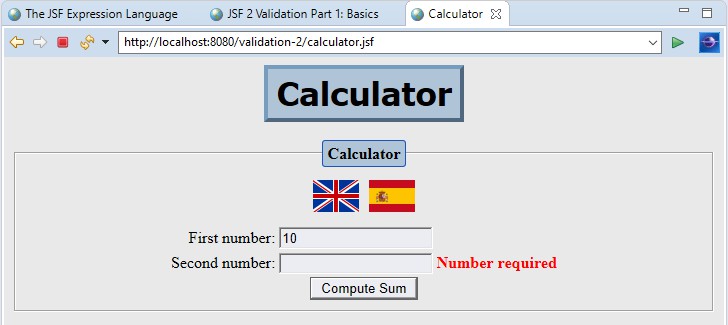 The JSF Expression Language JSF 2 Validation Part 1: Basics Calculator
http://localhost:8080/validation-2/calculator.jsf
Calculator
Calculator
First number: 10
Second number: Number required
Compute Sum